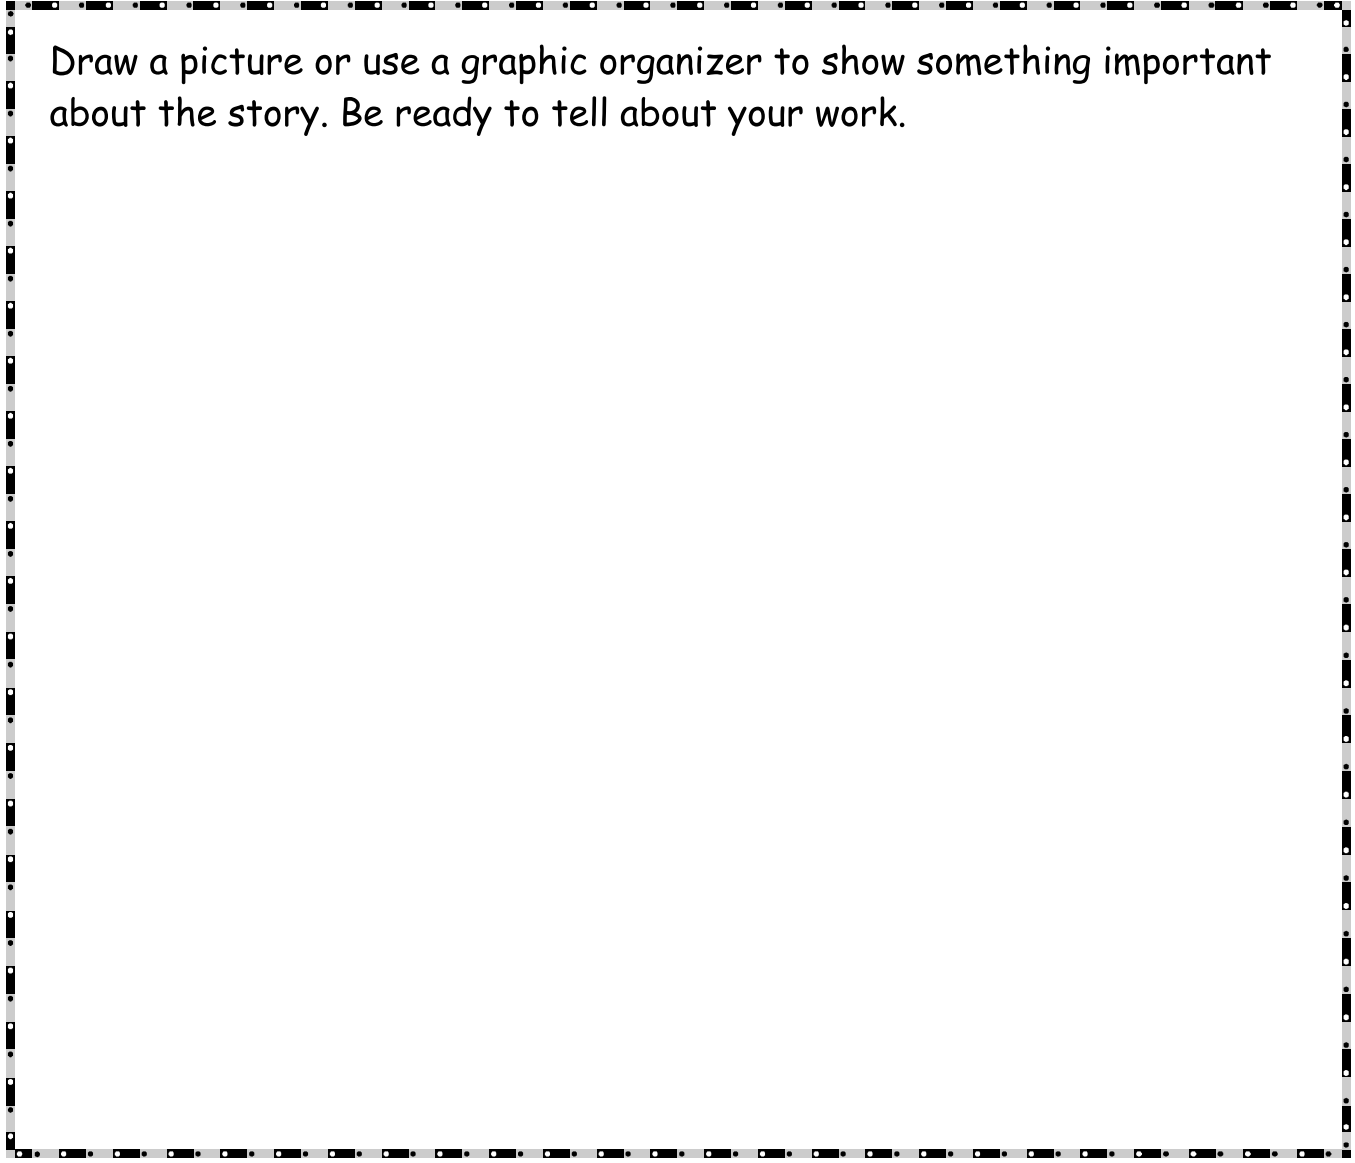 Draw a picture or use a graphic organizer to show something important
about the story. Be ready to tell about your work.